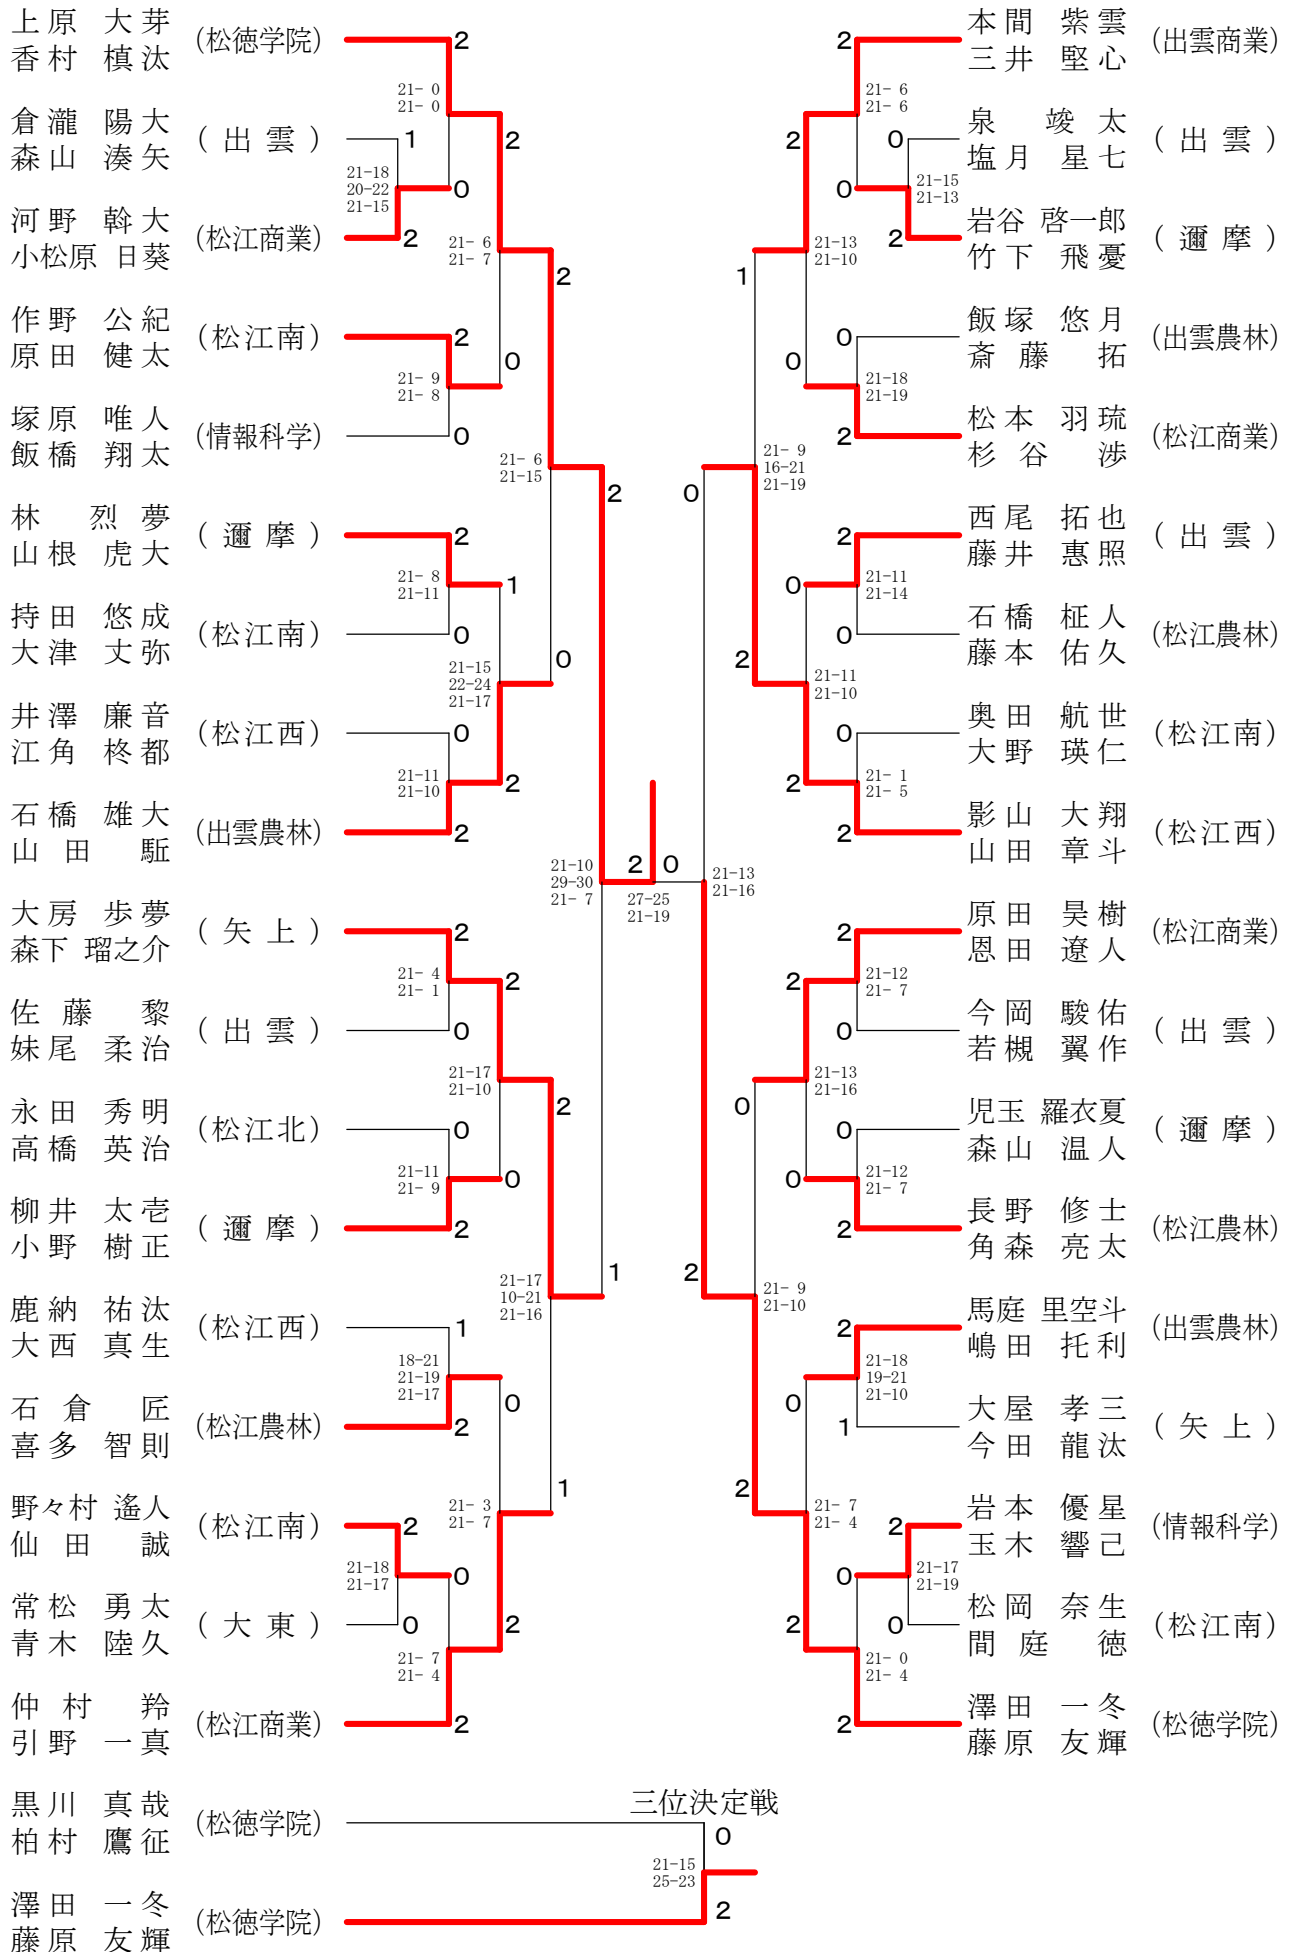 上原 大芽
香村 槙汰
(松徳学院)
2
21- 0
21- 0
倉瀧 陽大
森山 湊矢
(出雲)
1
2
21-18
20-22
21-15
0
河野 幹大
小松原 日葵
(松江商業)
2
21- 6
21- 7
2
作野 公紀
原田 健太
(松江南)
2
0
21- 9
21- 8
塚原 唯人
飯橋 翔太
(情報科学)
0
21- 6
21-15
2
林 烈夢
山根 虎大
(邇摩)
2
21- 8
21-11
1
持田 悠成
大津 丈弥
(松江南)
0
0
21-15
22-24
21-17
井澤 廉音
江角 柊都
(松江西)
0
21-11
21-10
2
石橋 雄大
山田 駈
(出雲農林)
2
21-10
29-30
21- 7
2
0
27-25
21-19
大房 歩夢
森下 瑠之介
(矢上)
2
21- 4
21- 1
2
佐藤 黎
妹尾 柔治
(出雲)
0
21-17
21-10
2
永田 秀明
高橋 英治
(松江北)
0
21-11
21- 9
0
柳井 太壱
小野 樹正
(邇摩)
2
21-17
10-21
21-16
1
鹿納 祐汰
大西 真生
(松江西)
1
18-21
21-19
21-17
0
石倉 匠
喜多 智則
(松江農林)
2
1
21- 3
21- 7
野々村 遙人
仙田 誠
(松江南)
2
21-18
21-17
0
常松 勇太
青木 陸久
(大東)
0
2
21- 7
21- 4
仲村 羚
引野 一真
(松江商業)
2
2
本間 紫雲
三井 堅心
(出雲商業)
21- 6
21- 6
2
0
泉 竣太
塩月 星七
(出雲)
0
21-15
21-13
2
岩谷 啓一郎
竹下 飛憂
(邇摩)
1
21-13
21-10
0
飯塚 悠月
斎藤 拓
(出雲農林)
0
21-18
21-19
2
松本 羽琉
杉谷 渉
(松江商業)
0
21- 9
16-21
21-19
2
西尾 拓也
藤井 惠照
(出雲)
0
21-11
21-14
0
石橋 柾人
藤本 佑久
(松江農林)
2
21-11
21-10
0
奥田 航世
大野 瑛仁
(松江南)
2
21- 1
21- 5
2
影山 大翔
山田 章斗
(松江西)
21-13
21-16
2
原田 昊樹
恩田 遼人
(松江商業)
2
21-12
21- 7
0
今岡 駿佑
若槻 翼作
(出雲)
0
21-13
21-16
0
児玉 羅衣夏
森山 温人
(邇摩)
0
21-12
21- 7
2
長野 修士
角森 亮太
(松江農林)
2
21- 9
21-10
2
馬庭 里空斗
嶋田 托利
(出雲農林)
0
21-18
19-21
21-10
1
大屋 孝三
今田 龍汰
(矢上)
2
21- 7
21- 4
2
岩本 優星
玉木 響己
(情報科学)
0
21-17
21-19
0
松岡 奈生
間庭 徳
(松江南)
2
21- 0
21- 4
2
澤田 一冬
藤原 友輝
(松徳学院)
三位決定戦
黒川 真哉
柏村 鷹征
(松徳学院)
0
21-15
25-23
澤田 一冬
藤原 友輝
(松徳学院)
2